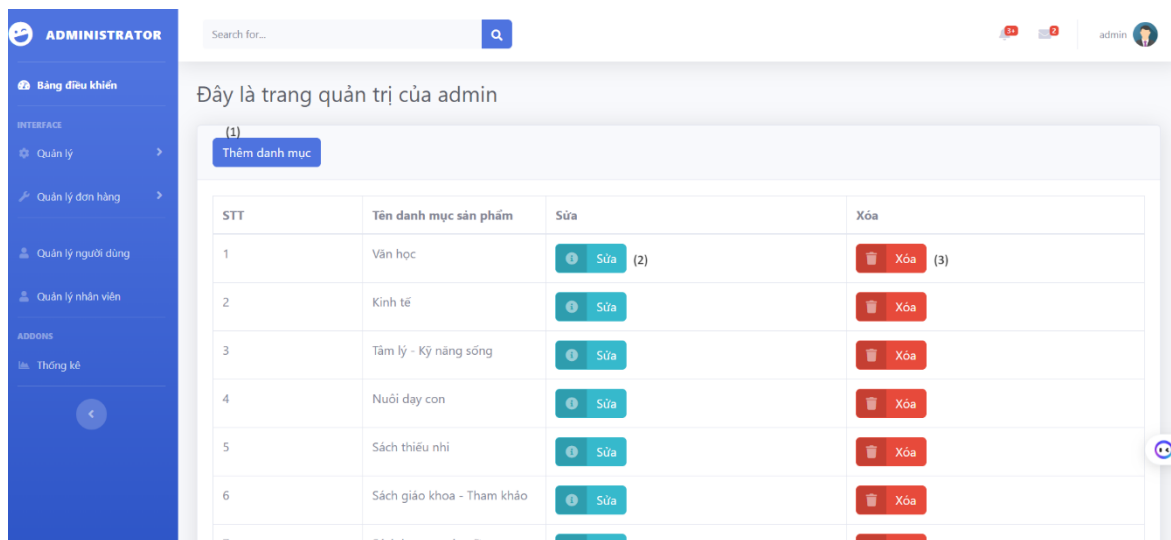 ADMINISTRATOR
Search for...
3+
2
admin
Bảng điều khiển
Đây là trang quản trị của admin
INTERFACE
(1)
Quản lý
Thêm danh mục
Quản lý đơn hàng
STT Tên danh mục sản phẩm Sửa Xóa
Quản lý người dùng
1 Văn học Sửa (2) Xóa (3)
Quản lý nhân viên
2 Kinh tế Sửa Xóa
ADDONS
Thống kê
3 Tâm lý - Kỹ năng sống Sửa Xóa
4 Nuôi dạy con Sửa Xóa
5 Sách thiếu nhi Sửa Xóa
6 Sách giáo khoa - Tham khảo Sửa Xóa